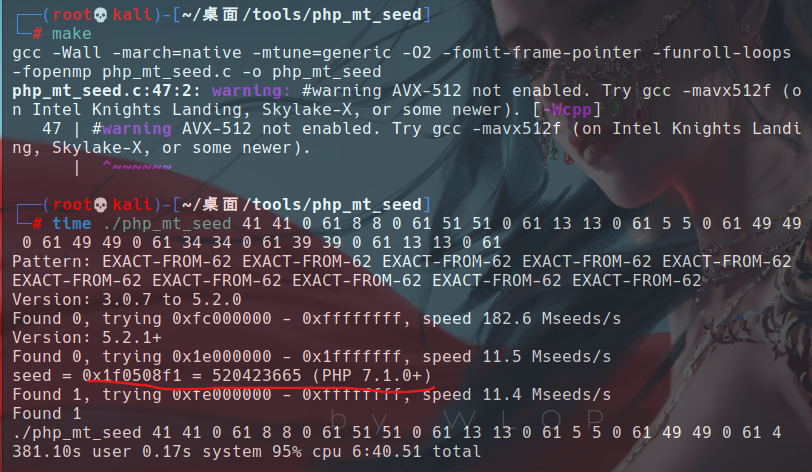 ┌──(root💀kali)-[~/桌面/tools/php_mt_seed]
└─# make
gcc -Wall -march=native -mtune=generic -O2 -fomit-frame-pointer -funroll-loops
-fopenmp php_mt_seed.c -o php_mt_seed
php_mt_seed.c:47:2: warning: #warning AVX-512 not enabled. Try gcc -mavx512f (o
n Intel Knights Landing, Skylake-X, or some newer). [-Wcpp]
   47 | #warning AVX-512 not enabled. Try gcc -mavx512f (on Intel Knights Landi
ng, Skylake-X, or some newer).
      |  ^~~~~~~
┌──(root💀kali)-[~/桌面/tools/php_mt_seed]
└─# time ./php_mt_seed 41 41 0 61 8 8 0 61 51 51 0 61 13 13 0 61 5 5 0 61 49 49
 0 61 49 49 0 61 34 34 0 61 39 39 0 61 13 13 0 61
Pattern: EXACT-FROM-62 EXACT-FROM-62 EXACT-FROM-62 EXACT-FROM-62 EXACT-FROM-62
EXACT-FROM-62 EXACT-FROM-62 EXACT-FROM-62 EXACT-FROM-62 EXACT-FROM-62
Version: 3.0.7 to 5.2.0
Found 0, trying 0xfc000000 - 0xffffffff, speed 182.6 Mseeds/s
Version: 5.2.1+
Found 0, trying 0x1e000000 - 0x1fffffff, speed 11.5 Mseeds/s
seed = 0x1f0508f1 = 520423665 (PHP 7.1.0+)
Found 1, trying 0xfe000000 - 0xffffffff, speed 11.4 Mseeds/s
Found 1
./php_mt_seed 41 41 0 61 8 8 0 61 51 51 0 61 13 13 0 61 5 5 0 61 49 49 0 61 4
381.10s user 0.17s system 95% cpu 6:40.51 total
by WLOP